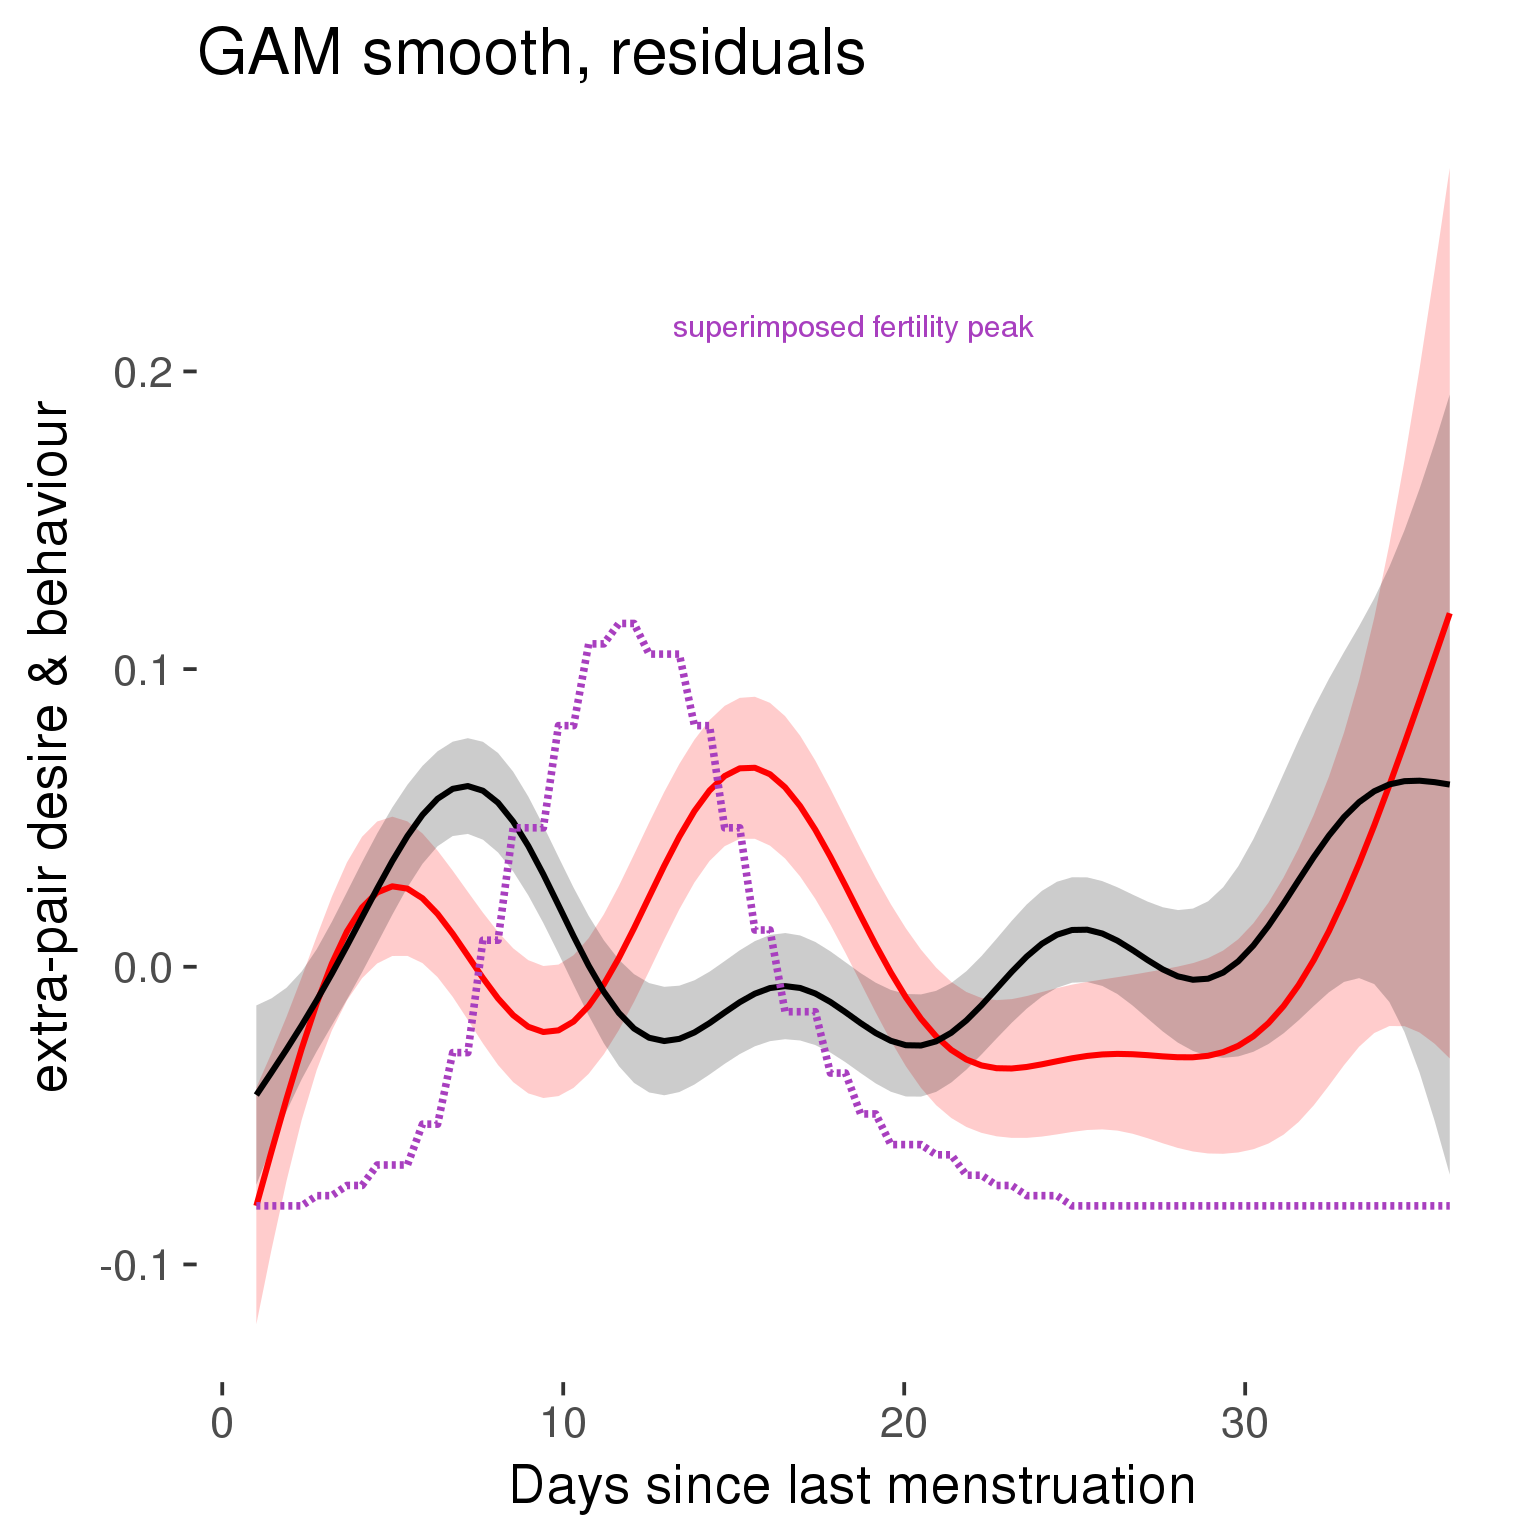 GAM smooth, residuals
superimposed fertility peak
extra-pair desire & behaviour
0.2
0.1
0.0
-0.1
0
10
20
30
Days since last menstruation